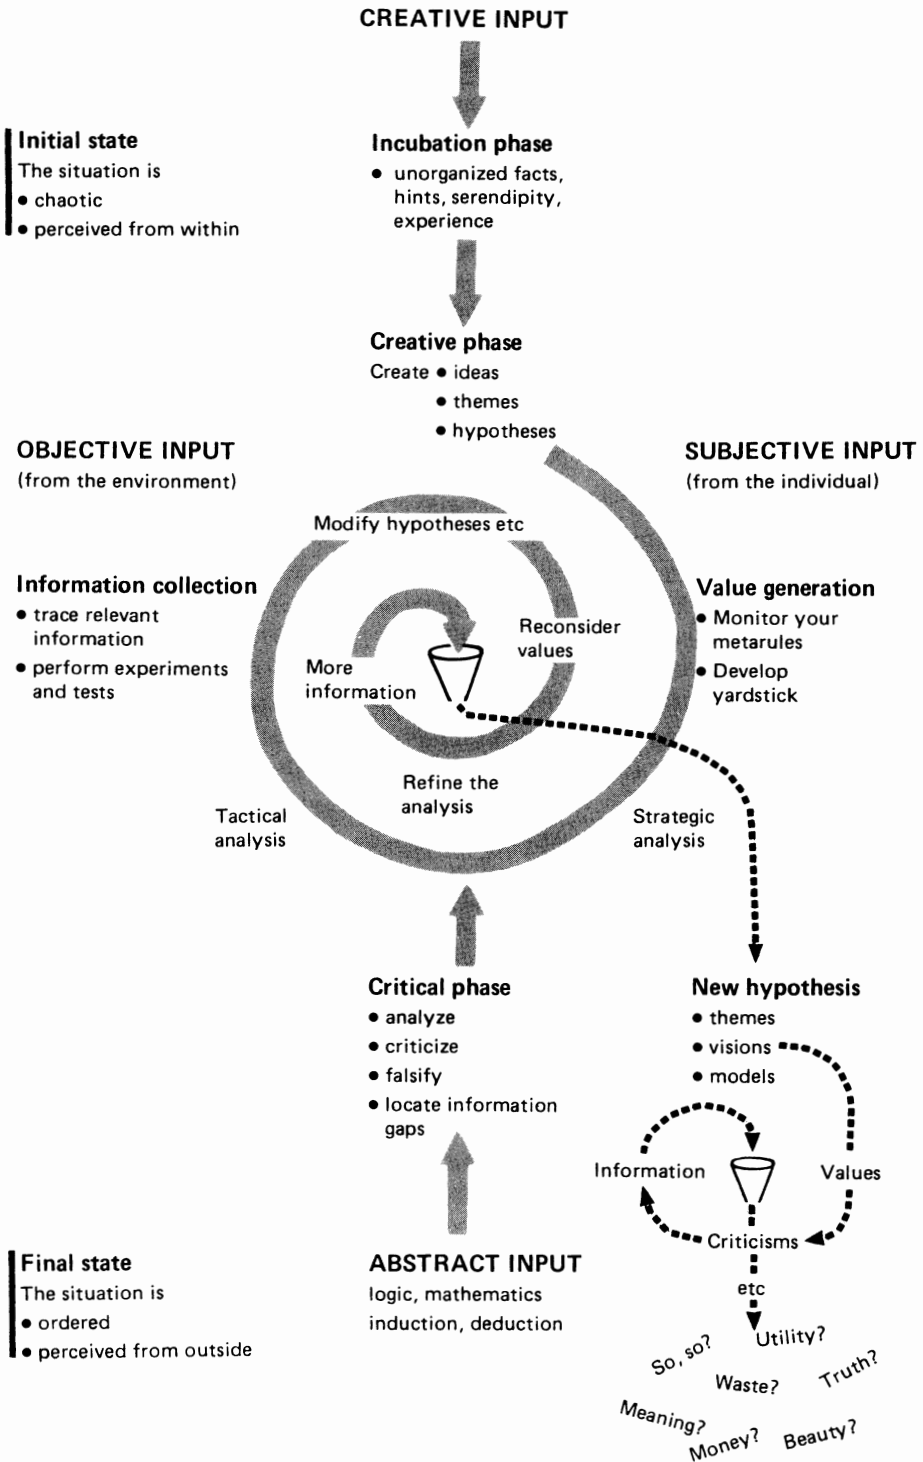 CREATIVE INPUT
Initial state
The situation is
• chaotic
• perceived from within
Incubation phase
• unorganized facts,
hints, serendipity,
experience
Creative phase
Create • ideas
• themes
• hypotheses
OBJECTIVE INPUT
(from the environment)
SUBJECTIVE INPUT
(from the individual)
Modify hypotheses etc
Information collection
• trace relevant
information
• perform experiments
and tests
Value generation
• Monitor your
metarules
• Develop
yardstick
Reconsider
values
More
information
Refine the
analysis
Tactical
analysis
Strategic
analysis
Critical phase
• analyze
• criticize
• falsify
• locate information
gaps
New hypothesis
• themes
• visions
• models
Information
Values
Criticisms
etc
Final state
The situation is
• ordered
• perceived from outside
ABSTRACT INPUT
logic, mathematics
induction, deduction
So, so?
Utility?
Waste?
Truth?
Meaning?
Money?
Beauty?